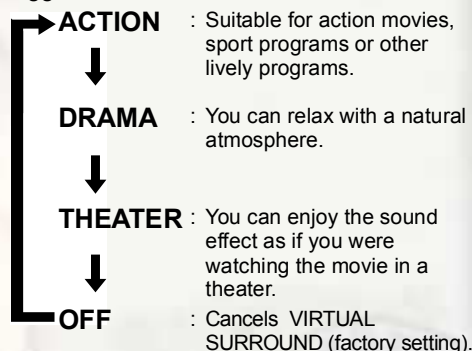 ACTION : Suitable for action movies,
sport programs or other
lively programs.
DRAMA : You can relax with a natural
atmosphere.
THEATER : You can enjoy the sound
effect as if you were
watching the movie in a
theater.
OFF : Cancels VIRTUAL
SURROUND (factory setting).